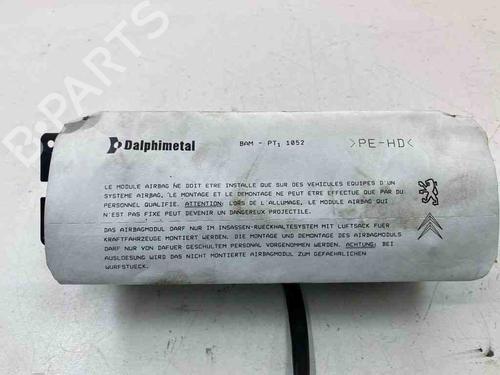 B-PARTS
Dalphimetal
BAM - PT1 1052
>PE-HD<
LE MODULE AIRBAG NE DOIT ETRE INSTALLE QUE SUR DES VEHICULES EQUIPES D'UN
SYSTEME AIRBAG, LE MONTAGE ET LE DEMONTAGE NE PEUT ETRE EFFECTUE QUE PAR DU
PERSONNEL QUALIFIE. ATTENTION: LORS DE L'ALLUMAGE, LE MODULE AIRBAG QUI
N'EST PAS FIXE PEUT DEVENIR UN DANGEREUX PROJECTILE.
DAS AIRBAGMODUL DARF NUR IM INSASSEN-RUECKHALTESYSTEM MIT LUFTSACK FUER
KRAFTFAHRZEUGE MONTIERT WERDEN. DIE MONTAGE UND DEMONTAGE DES AIRBAGMODULS
DARF NUR VON DAFUER GESCHULTEM PERSONAL VORGENOMMEN WERDEN. ACHTUNG: BEI
AUSLOESUNG WIRD DAS NICHT MONTIERTE AIRBAGMODUL ZUM GEFAEHRLICHEN
WURFSTUECK.